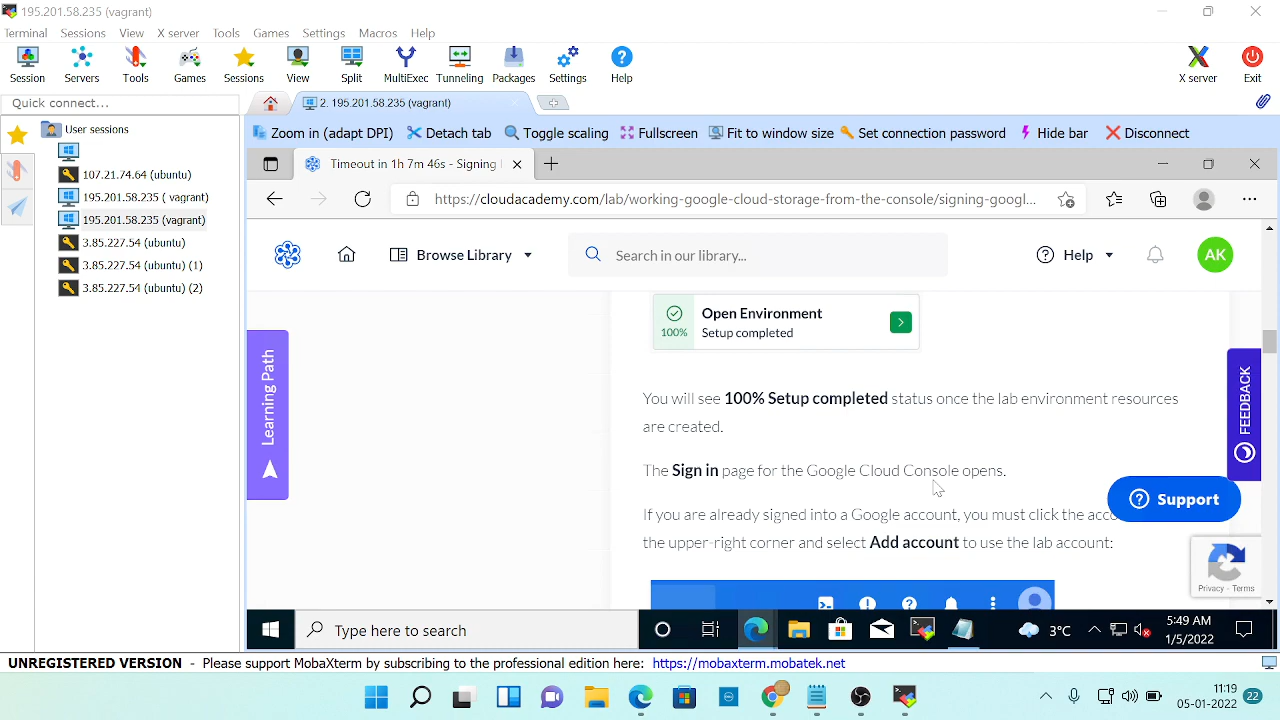 195.201.58.235 (vagrant)
Terminal Sessions View X server Tools Games Settings Macros Help
Session Servers Tools Games Sessions View Split MultiExec Tunneling Packages Settings Help X server Exit
Quick connect...
2. 195.201.58.235 (vagrant)
User sessions
107.21.74.64 (ubuntu)
195.201.58.235 ( vagrant)
195.201.58.235 (vagrant)
3.85.227.54 (ubuntu)
3.85.227.54 (ubuntu) (1)
3.85.227.54 (ubuntu) (2)
Zoom in (adapt DPI) Detach tab Toggle scaling Fullscreen Fit to window size Set connection password Hide bar Disconnect
Timeout in 1h 7m 46s - Signing
https://cloudacademy.com/lab/working-google-cloud-storage-from-the-console/signing-googl...
Browse Library Search in our library... Help AK
Open Environment
100% Setup completed
Learning Path
FEEDBACK
You will see 100% Setup completed status once the lab environment resources
are created.
The Sign in page for the Google Cloud Console opens.
If you are already signed into a Google account, you must click the acco
the upper-right corner and select Add account to use the lab account:
Support
Privacy - Terms
Type here to search
3°C
5:49 AM
1/5/2022
UNREGISTERED VERSION - Please support MobaXterm by subscribing to the professional edition here: https://mobaxterm.mobatek.net
11:19
05-01-2022
22